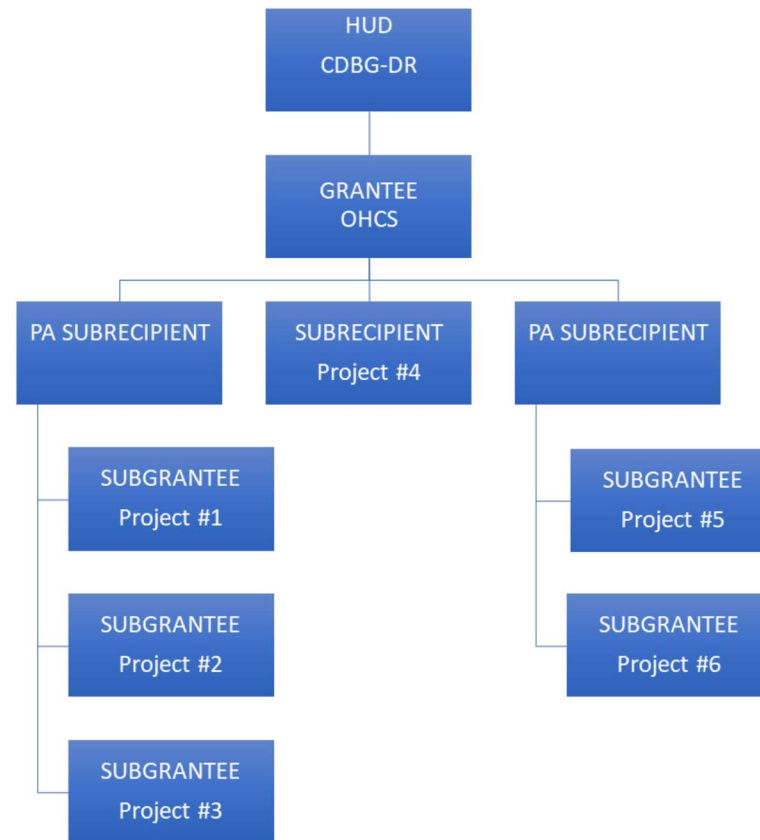 HUD
CDBG-DR
GRANTEE
OHCS
PA SUBRECIPIENT
SUBRECIPIENT
Project #4
PA SUBRECIPIENT
SUBGRANTEE
Project #1
SUBGRANTEE
Project #2
SUBGRANTEE
Project #3
SUBGRANTEE
Project #5
SUBGRANTEE
Project #6